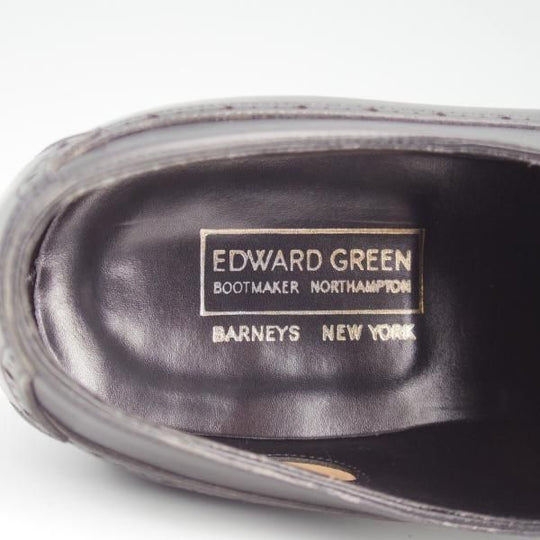 EDWARD GREEN
BOOTMAKER NORTHAMPTON
BARNEYS NEW YORK